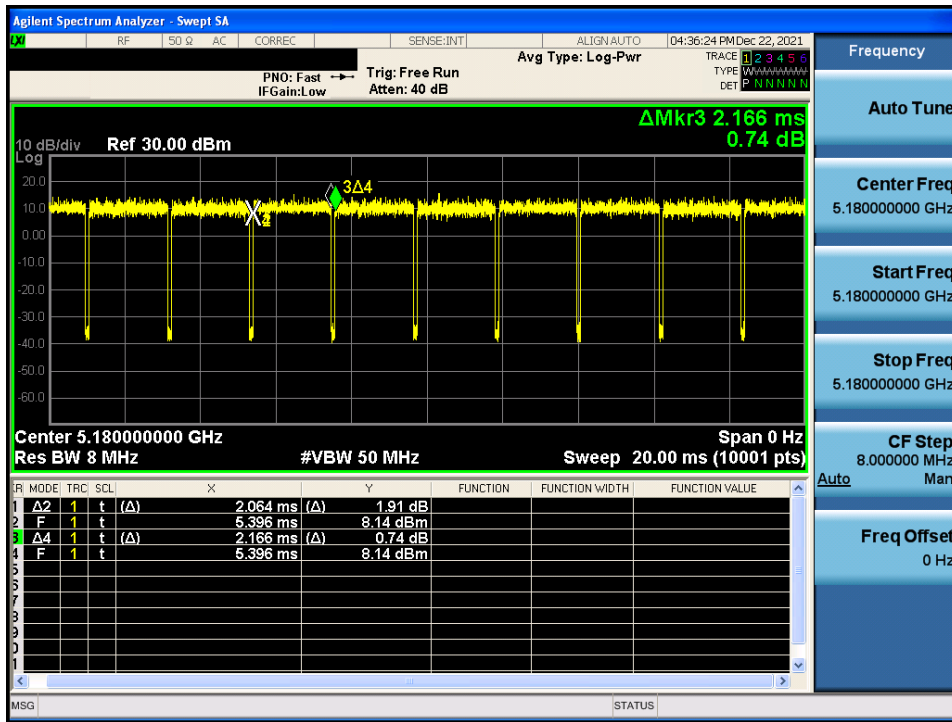 Agilent Spectrum Analyzer - Swept SA
LXI RF 50 Ω AC CORREC SENSE:INT ALIGN AUTO 04:36:24 PM Dec 22, 2021
Avg Type: Log-Pwr TRACE 1 2 3 4 5 6
PNO: Fast Trig: Free Run TYPE WWWWWW
IFGain:Low Atten: 40 dB DET P N N N N N
Frequency
Auto Tune
Center Freq
5.180000000 GHz
Start Freq
5.180000000 GHz
Stop Freq
5.180000000 GHz
CF Step
8.000000 MHz
Auto Man
Freq Offset
0 Hz
ΔMkr3 2.166 ms
0.74 dB
10 dB/div Ref 30.00 dBm
Log
20.0
10.0
0.00
-10.0
-20.0
-30.0
-40.0
-50.0
-60.0
3Δ4
2
Center 5.180000000 GHz Span 0 Hz
Res BW 8 MHz #VBW 50 MHz Sweep 20.00 ms (10001 pts)
MODE TRC SCL X Y FUNCTION FUNCTION WIDTH FUNCTION VALUE
1 Δ2 1 t (Δ) 2.064 ms (Δ) 1.91 dB
2 F 1 t 5.396 ms 8.14 dBm
3 Δ4 1 t (Δ) 2.166 ms (Δ) 0.74 dB
4 F 1 t 5.396 ms 8.14 dBm
5
6
7
8
9
0
1
MSG STATUS